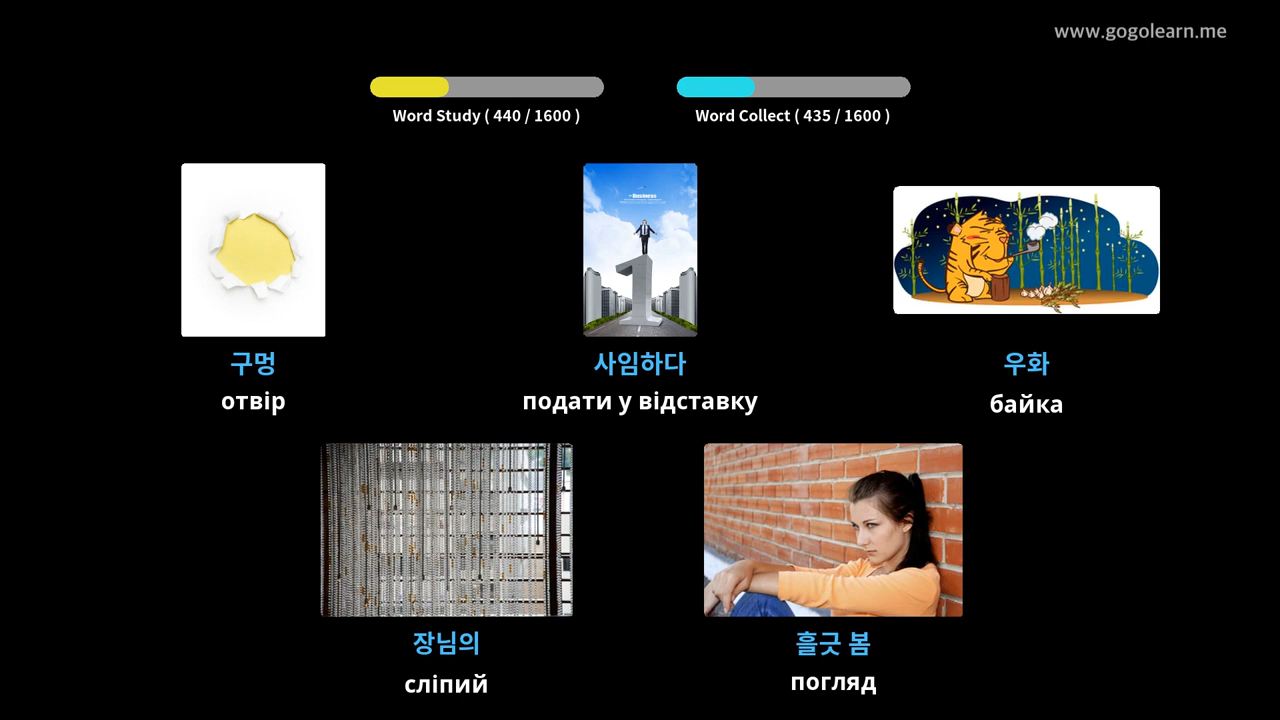 www.gogolearn.me
Word Study ( 440 / 1600 )
Word Collect ( 435 / 1600 )
Business
구멍
отвір
사임하다
подати у відставку
우화
байка
장님의
сліпий
흘긋 봄
погляд